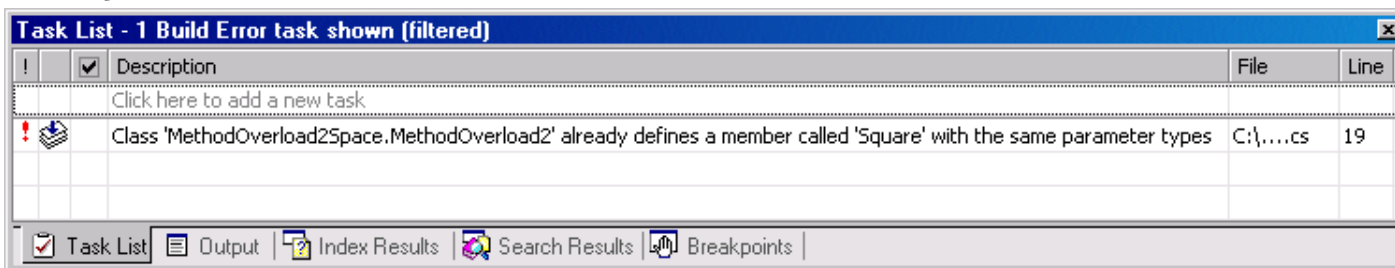 Task List - 1 Build Error task shown (filtered)
! Description File Line
Click here to add a new task
! Class 'MethodOverload2Space.MethodOverload2' already defines a member called 'Square' with the same parameter types C:\....cs 19
Task List Output Index Results Search Results Breakpoints